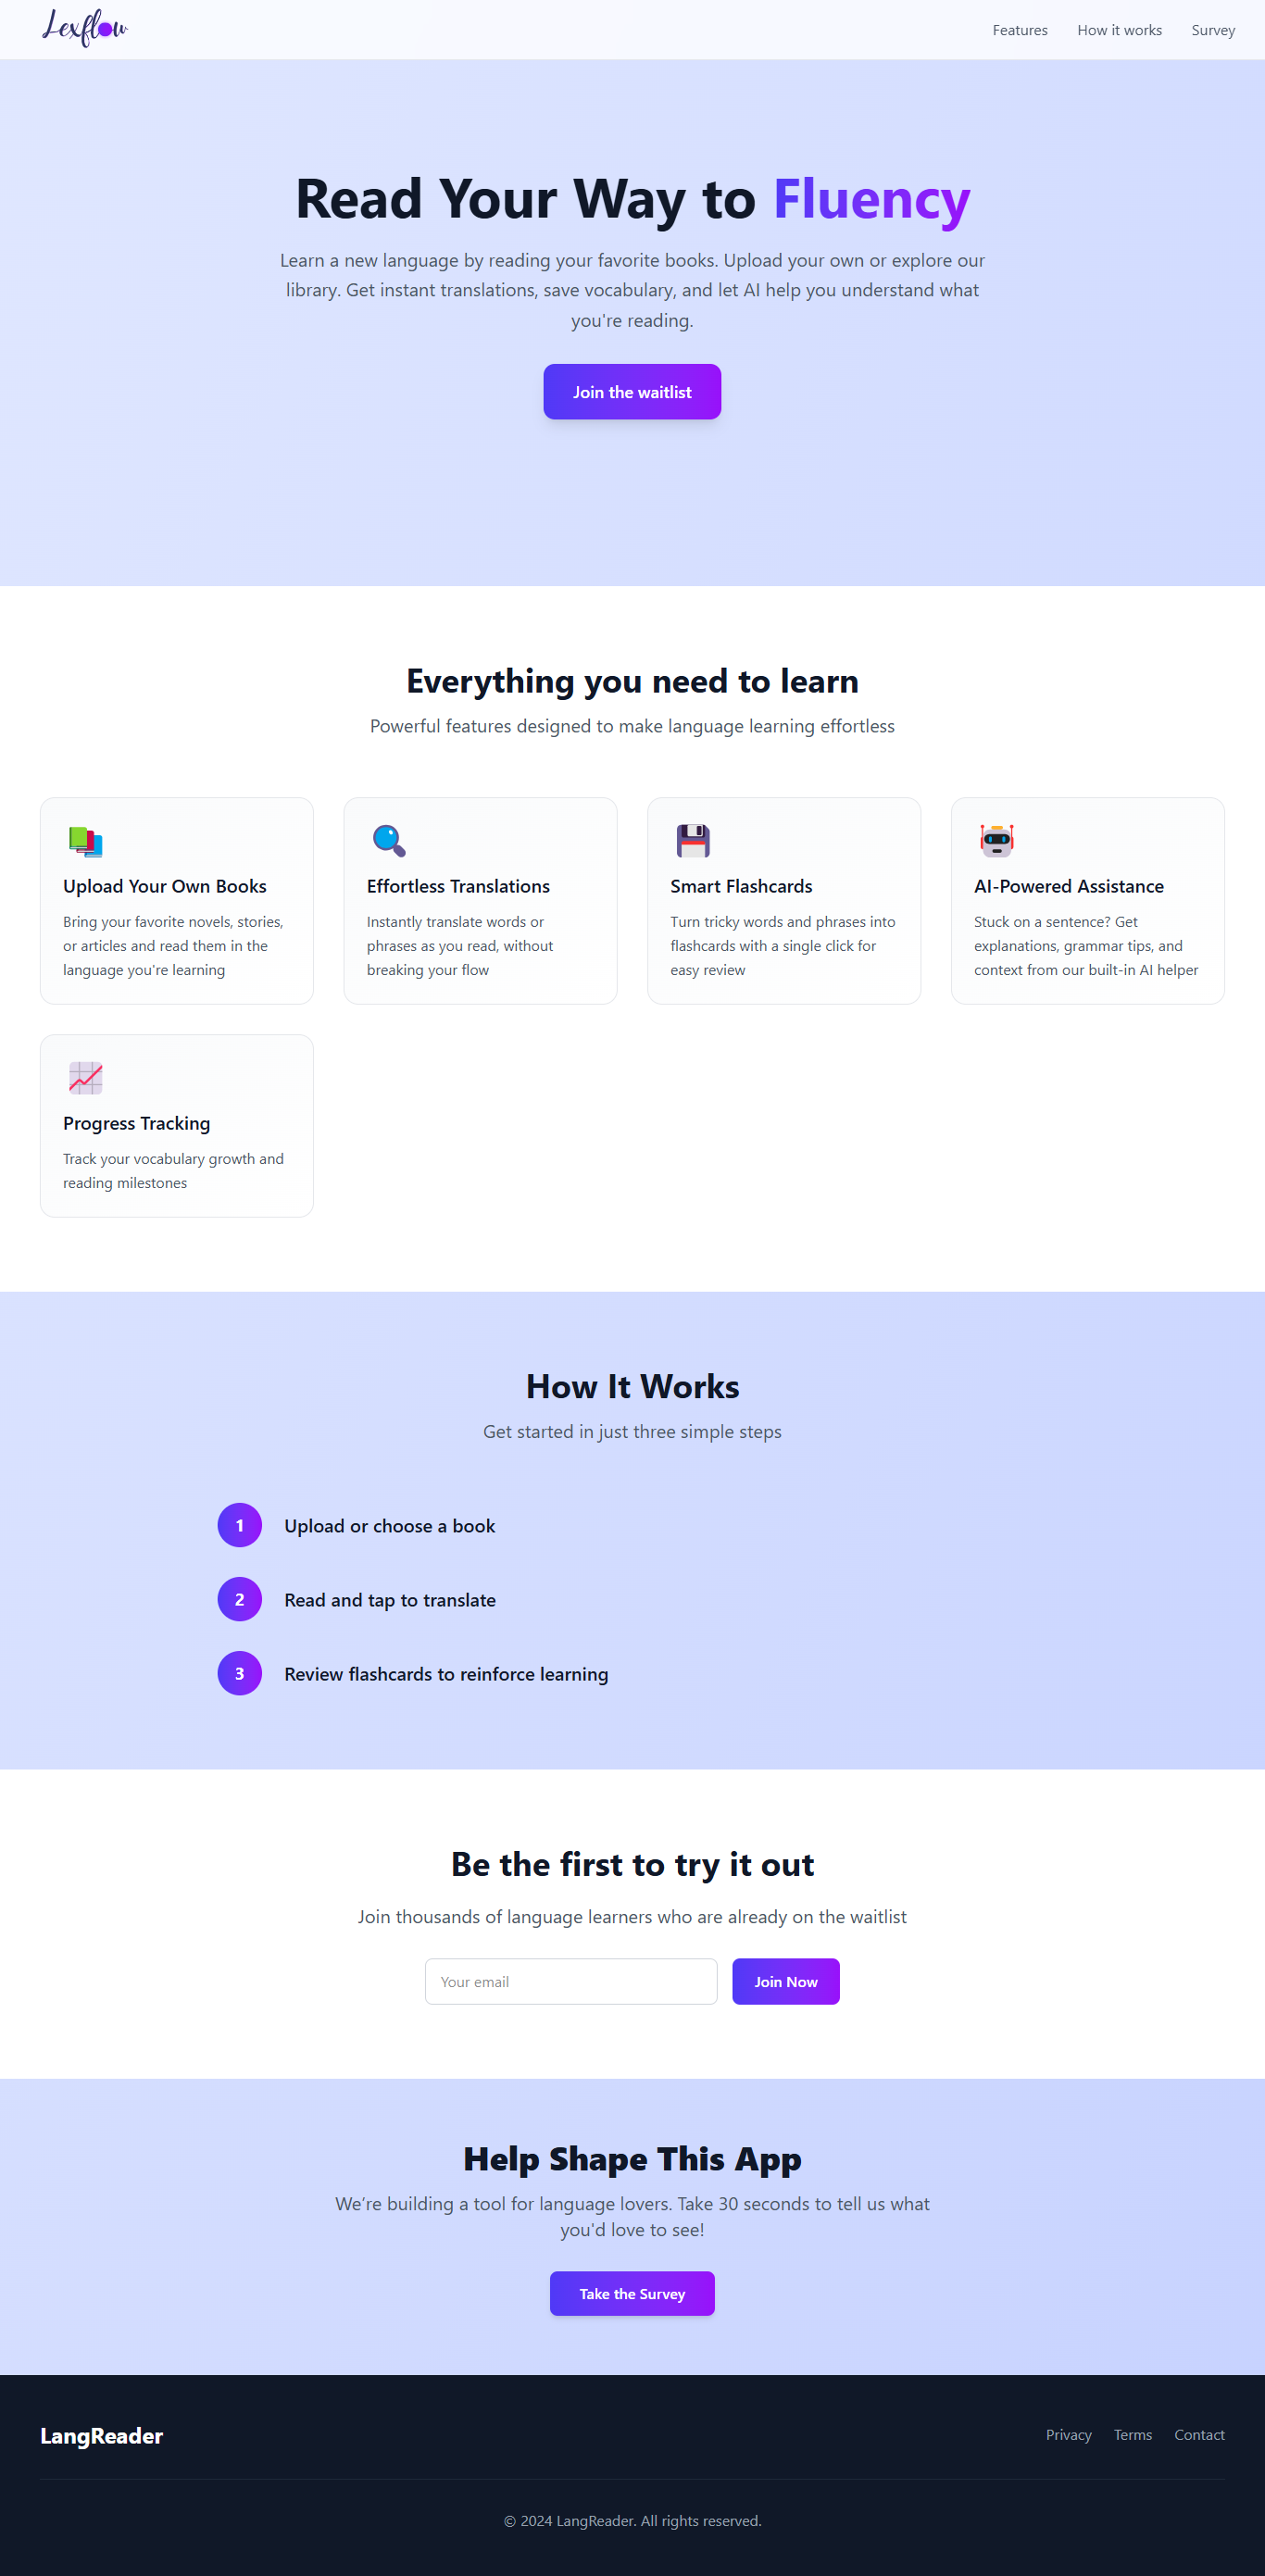 Lexflow
Features
How it works
Survey
Read Your Way to Fluency
Learn a new language by reading your favorite books. Upload your own or explore our
library. Get instant translations, save vocabulary, and let AI help you understand what
you're reading.
Join the waitlist
Everything you need to learn
Powerful features designed to make language learning effortless
Upload Your Own Books
Bring your favorite novels, stories,
or articles and read them in the
language you're learning
Effortless Translations
Instantly translate words or
phrases as you read, without
breaking your flow
Smart Flashcards
Turn tricky words and phrases into
flashcards with a single click for
easy review
AI-Powered Assistance
Stuck on a sentence? Get
explanations, grammar tips, and
context from our built-in AI helper
Progress Tracking
Track your vocabulary growth and
reading milestones
How It Works
Get started in just three simple steps
1
Upload or choose a book
2
Read and tap to translate
3
Review flashcards to reinforce learning
Be the first to try it out
Join thousands of language learners who are already on the waitlist
Your email
Join Now
Help Shape This App
We're building a tool for language lovers. Take 30 seconds to tell us what
you'd love to see!
Take the Survey
LangReader
Privacy
Terms
Contact
© 2024 LangReader. All rights reserved.